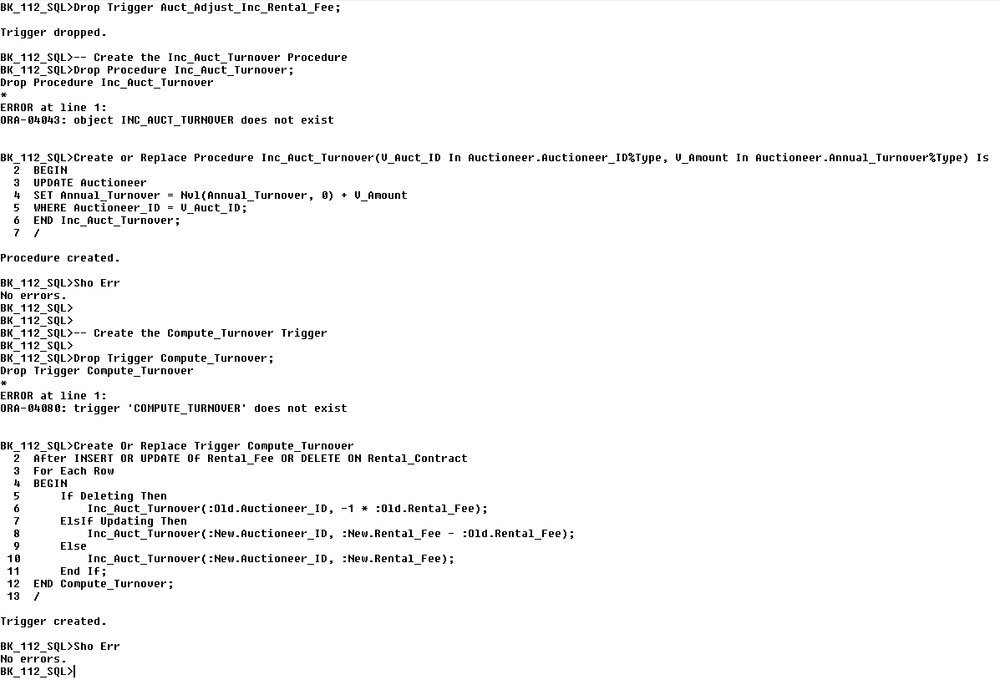 BK_112_SQL>Drop Trigger Auct_Adjust_Inc_Rental_Fee;
Trigger dropped.
BK_112_SQL>-- Create the Inc_Auct_Turnover Procedure
BK_112_SQL>Drop Procedure Inc_Auct_Turnover;
Drop Procedure Inc_Auct_Turnover
*
ERROR at line 1:
ORA-04043: object INC_AUCT_TURNOVER does not exist
BK_112_SQL>Create or Replace Procedure Inc_Auct_Turnover(V_Auct_ID In Auctioneer.Auctioneer_ID%Type, V_Amount In Auctioneer.Annual_Turnover%Type) Is
2 BEGIN
3 UPDATE Auctioneer
4 SET Annual_Turnover = Nvl(Annual_Turnover, 0) + V_Amount
5 WHERE Auctioneer_ID = V_Auct_ID;
6 END Inc_Auct_Turnover;
7 /
Procedure created.
BK_112_SQL>Sho Err
No errors.
BK_112_SQL>
BK_112_SQL>
BK_112_SQL>-- Create the Compute_Turnover Trigger
BK_112_SQL>
BK_112_SQL>Drop Trigger Compute_Turnover;
Drop Trigger Compute_Turnover
*
ERROR at line 1:
ORA-04080: trigger 'COMPUTE_TURNOVER' does not exist
BK_112_SQL>Create Or Replace Trigger Compute_Turnover
2 After INSERT OR UPDATE Of Rental_Fee OR DELETE ON Rental_Contract
3 For Each Row
4 BEGIN
5 If Deleting Then
6 Inc_Auct_Turnover(:Old.Auctioneer_ID, -1 * :Old.Rental_Fee);
7 ElsIf Updating Then
8 Inc_Auct_Turnover(:New.Auctioneer_ID, :New.Rental_Fee - :Old.Rental_Fee);
9 Else
10 Inc_Auct_Turnover(:New.Auctioneer_ID, :New.Rental_Fee);
11 End If;
12 END Compute_Turnover;
13 /
Trigger created.
BK_112_SQL>Sho Err
No errors.
BK_112_SQL>